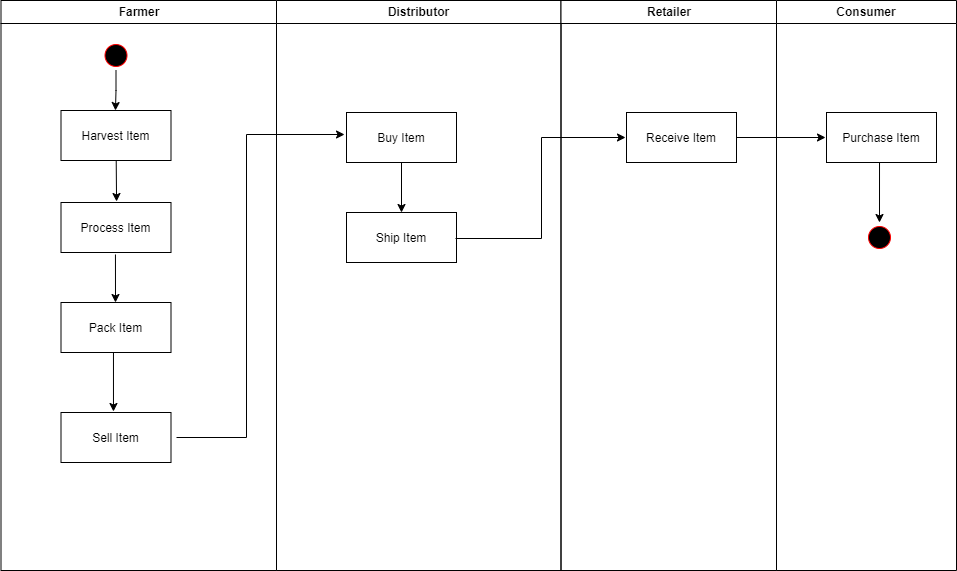 Farmer
Distributor
Retailer
Consumer
Harvest Item
Process Item
Pack Item
Sell Item
Buy Item
Ship Item
Receive Item
Purchase Item